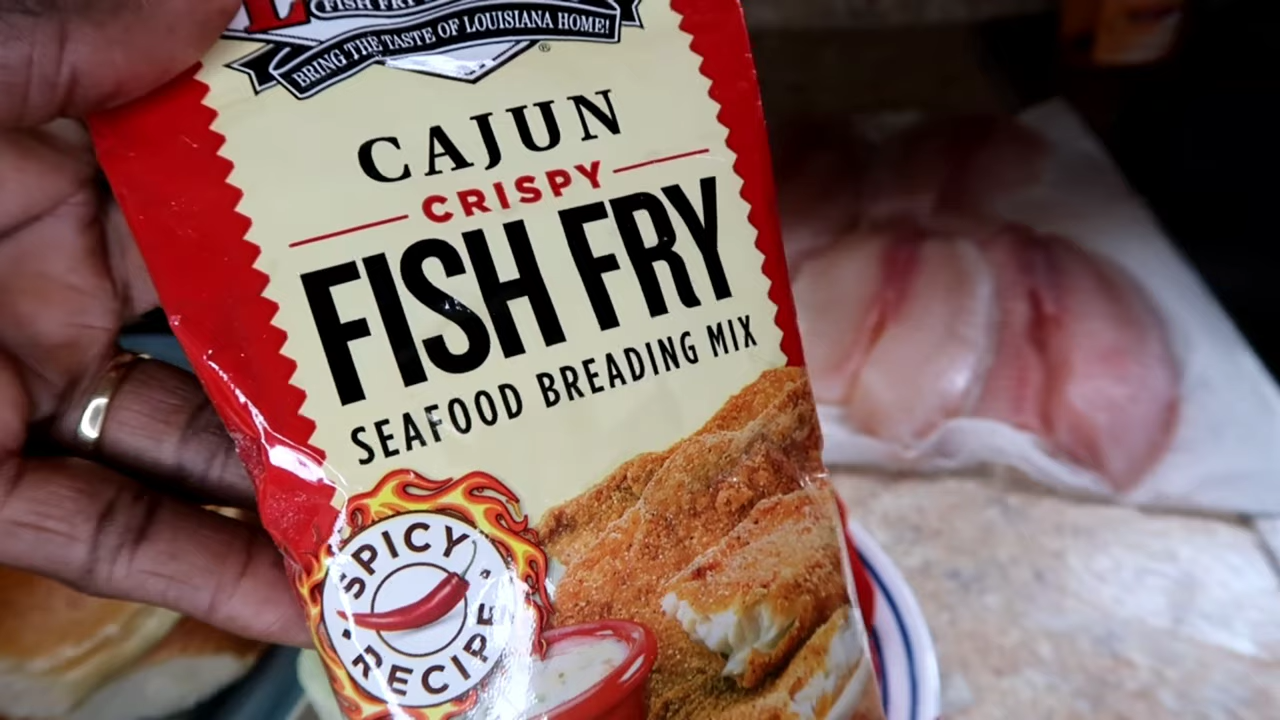 FISH FRY
BRING THE TASTE OF LOUISIANA HOME!
®
CAJUN
CRISPY
FISH FRY
SEAFOOD BREADING MIX
SPICY
RECIPE